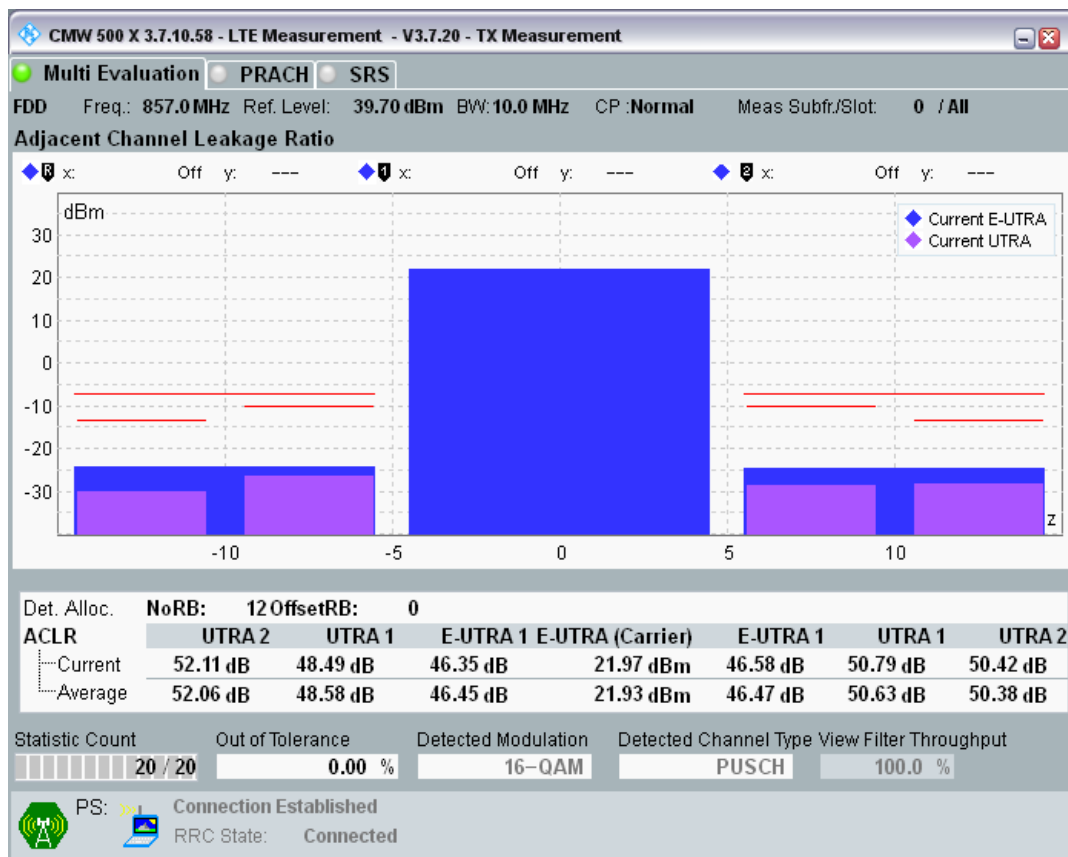 CMW 500 X 3.7.10.58 - LTE Measurement - V3.7.20 - TX Measurement
Multi Evaluation PRACH SRS
FDD Freq.: 857.0 MHz Ref. Level: 39.70 dBm BW: 10.0 MHz CP :Normal Meas Subfr./Slot: 0 / All
Adjacent Channel Leakage Ratio
R x: Off y: --- 1 x: Off y: --- 2 x: Off y: ---
dBm
Current E-UTRA
Current UTRA
30
20
10
0
-10
-20
-30
z
-10 -5 0 5 10
Det. Alloc. NoRB: 12 OffsetRB: 0
ACLR UTRA 2 UTRA 1 E-UTRA 1 E-UTRA (Carrier) E-UTRA 1 UTRA 1 UTRA 2
Current 52.11 dB 48.49 dB 46.35 dB 21.97 dBm 46.58 dB 50.79 dB 50.42 dB
Average 52.06 dB 48.58 dB 46.45 dB 21.93 dBm 46.47 dB 50.63 dB 50.38 dB
Statistic Count Out of Tolerance Detected Modulation Detected Channel Type View Filter Throughput
20 / 20 0.00 % 16-QAM PUSCH 100.0 %
PS: Connection Established
RRC State: Connected